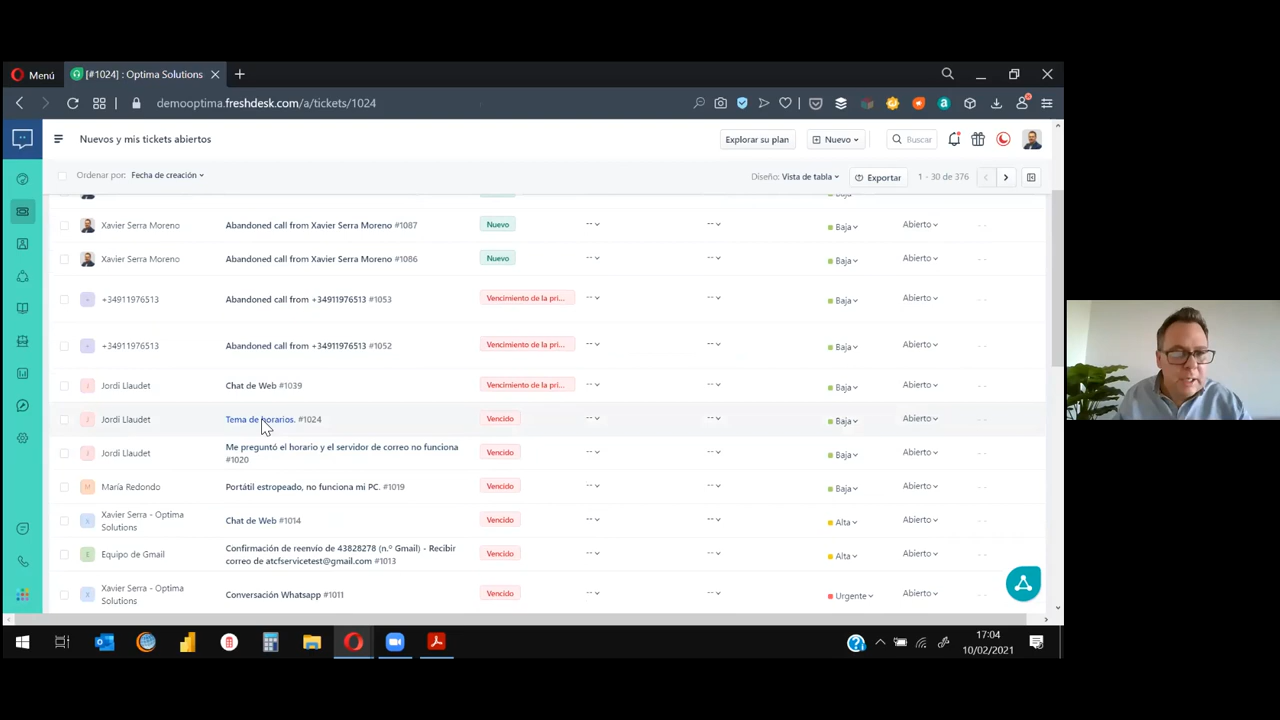 Menú
[#1024] : Optima Solutions
demooptima.freshdesk.com/a/tickets/1024
Nuevos y mis tickets abiertos
Explorar su plan
Nuevo
Buscar
Ordenar por: Fecha de creación
Diseño: Vista de tabla
Exportar
1 - 30 de 376
Xavier Serra Moreno Abandoned call from Xavier Serra Moreno #1087 Nuevo -- -- Baja Abierto --
Xavier Serra Moreno Abandoned call from Xavier Serra Moreno #1086 Nuevo -- -- Baja Abierto
+34911976513 Abandoned call from +34911976513 #1053 Vencimiento de la pri... -- -- Baja Abierto --
+34911976513 Abandoned call from +34911976513 #1052 Vencimiento de la pri... -- -- Baja Abierto --
J Jordi Llaudet Chat de Web #1039 Vencimiento de la pri... -- -- Baja Abierto --
J Jordi Llaudet Tema de horarios. #1024 Vencido -- -- Baja Abierto --
J Jordi Llaudet Me preguntó el horario y el servidor de correo no funciona Vencido -- -- Baja Abierto --
#1020
M María Redondo Portátil estropeado, no funciona mi PC. #1019 Vencido -- -- Baja Abierto --
X Xavier Serra - Optima Chat de Web #1014 Vencido -- -- Alta Abierto --
Solutions
E Equipo de Gmail Confirmación de reenvío de 43828278 (n.º Gmail) - Recibir Vencido -- -- Alta Abierto --
correo de atcfservicetest@gmail.com #1013
X Xavier Serra - Optima Conversación Whatsapp #1011 Vencido -- -- Urgente Abierto --
Solutions
17:04
10/02/2021